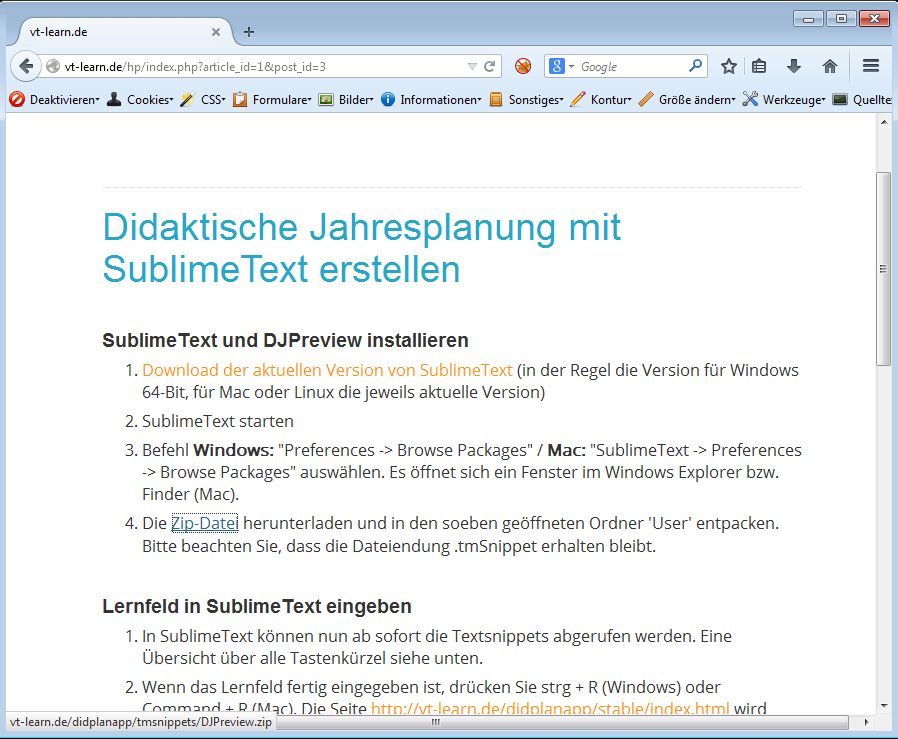 vt-learn.de
vt-learn.de/hp/index.php?article_id=1&post_id=3
Google
Deaktivieren Cookies CSS Formulare Bilder Informationen Sonstiges Kontur Größe ändern Werkzeuge Quellte
Didaktische Jahresplanung mit
SublimeText erstellen
SublimeText und DJPreview installieren
1. Download der aktuellen Version von SublimeText (in der Regel die Version für Windows
64-Bit, für Mac oder Linux die jeweils aktuelle Version)
2. SublimeText starten
3. Befehl Windows: "Preferences -> Browse Packages" / Mac: "SublimeText -> Preferences
-> Browse Packages" auswählen. Es öffnet sich ein Fenster im Windows Explorer bzw.
Finder (Mac).
4. Die Zip-Datei herunterladen und in den soeben geöffneten Ordner 'User' entpacken.
Bitte beachten Sie, dass die Dateiendung .tmSnippet erhalten bleibt.
Lernfeld in SublimeText eingeben
1. In SublimeText können nun ab sofort die Textsnippets abgerufen werden. Eine
Übersicht über alle Tastenkürzel siehe unten.
2. Wenn das Lernfeld fertig eingegeben ist, drücken Sie strg + R (Windows) oder
Command + R (Mac). Die Seite http://vt-learn.de/didplanapp/stable/index.html wird
vt-learn.de/didplanapp/tmsnippets/DJPreview.zip